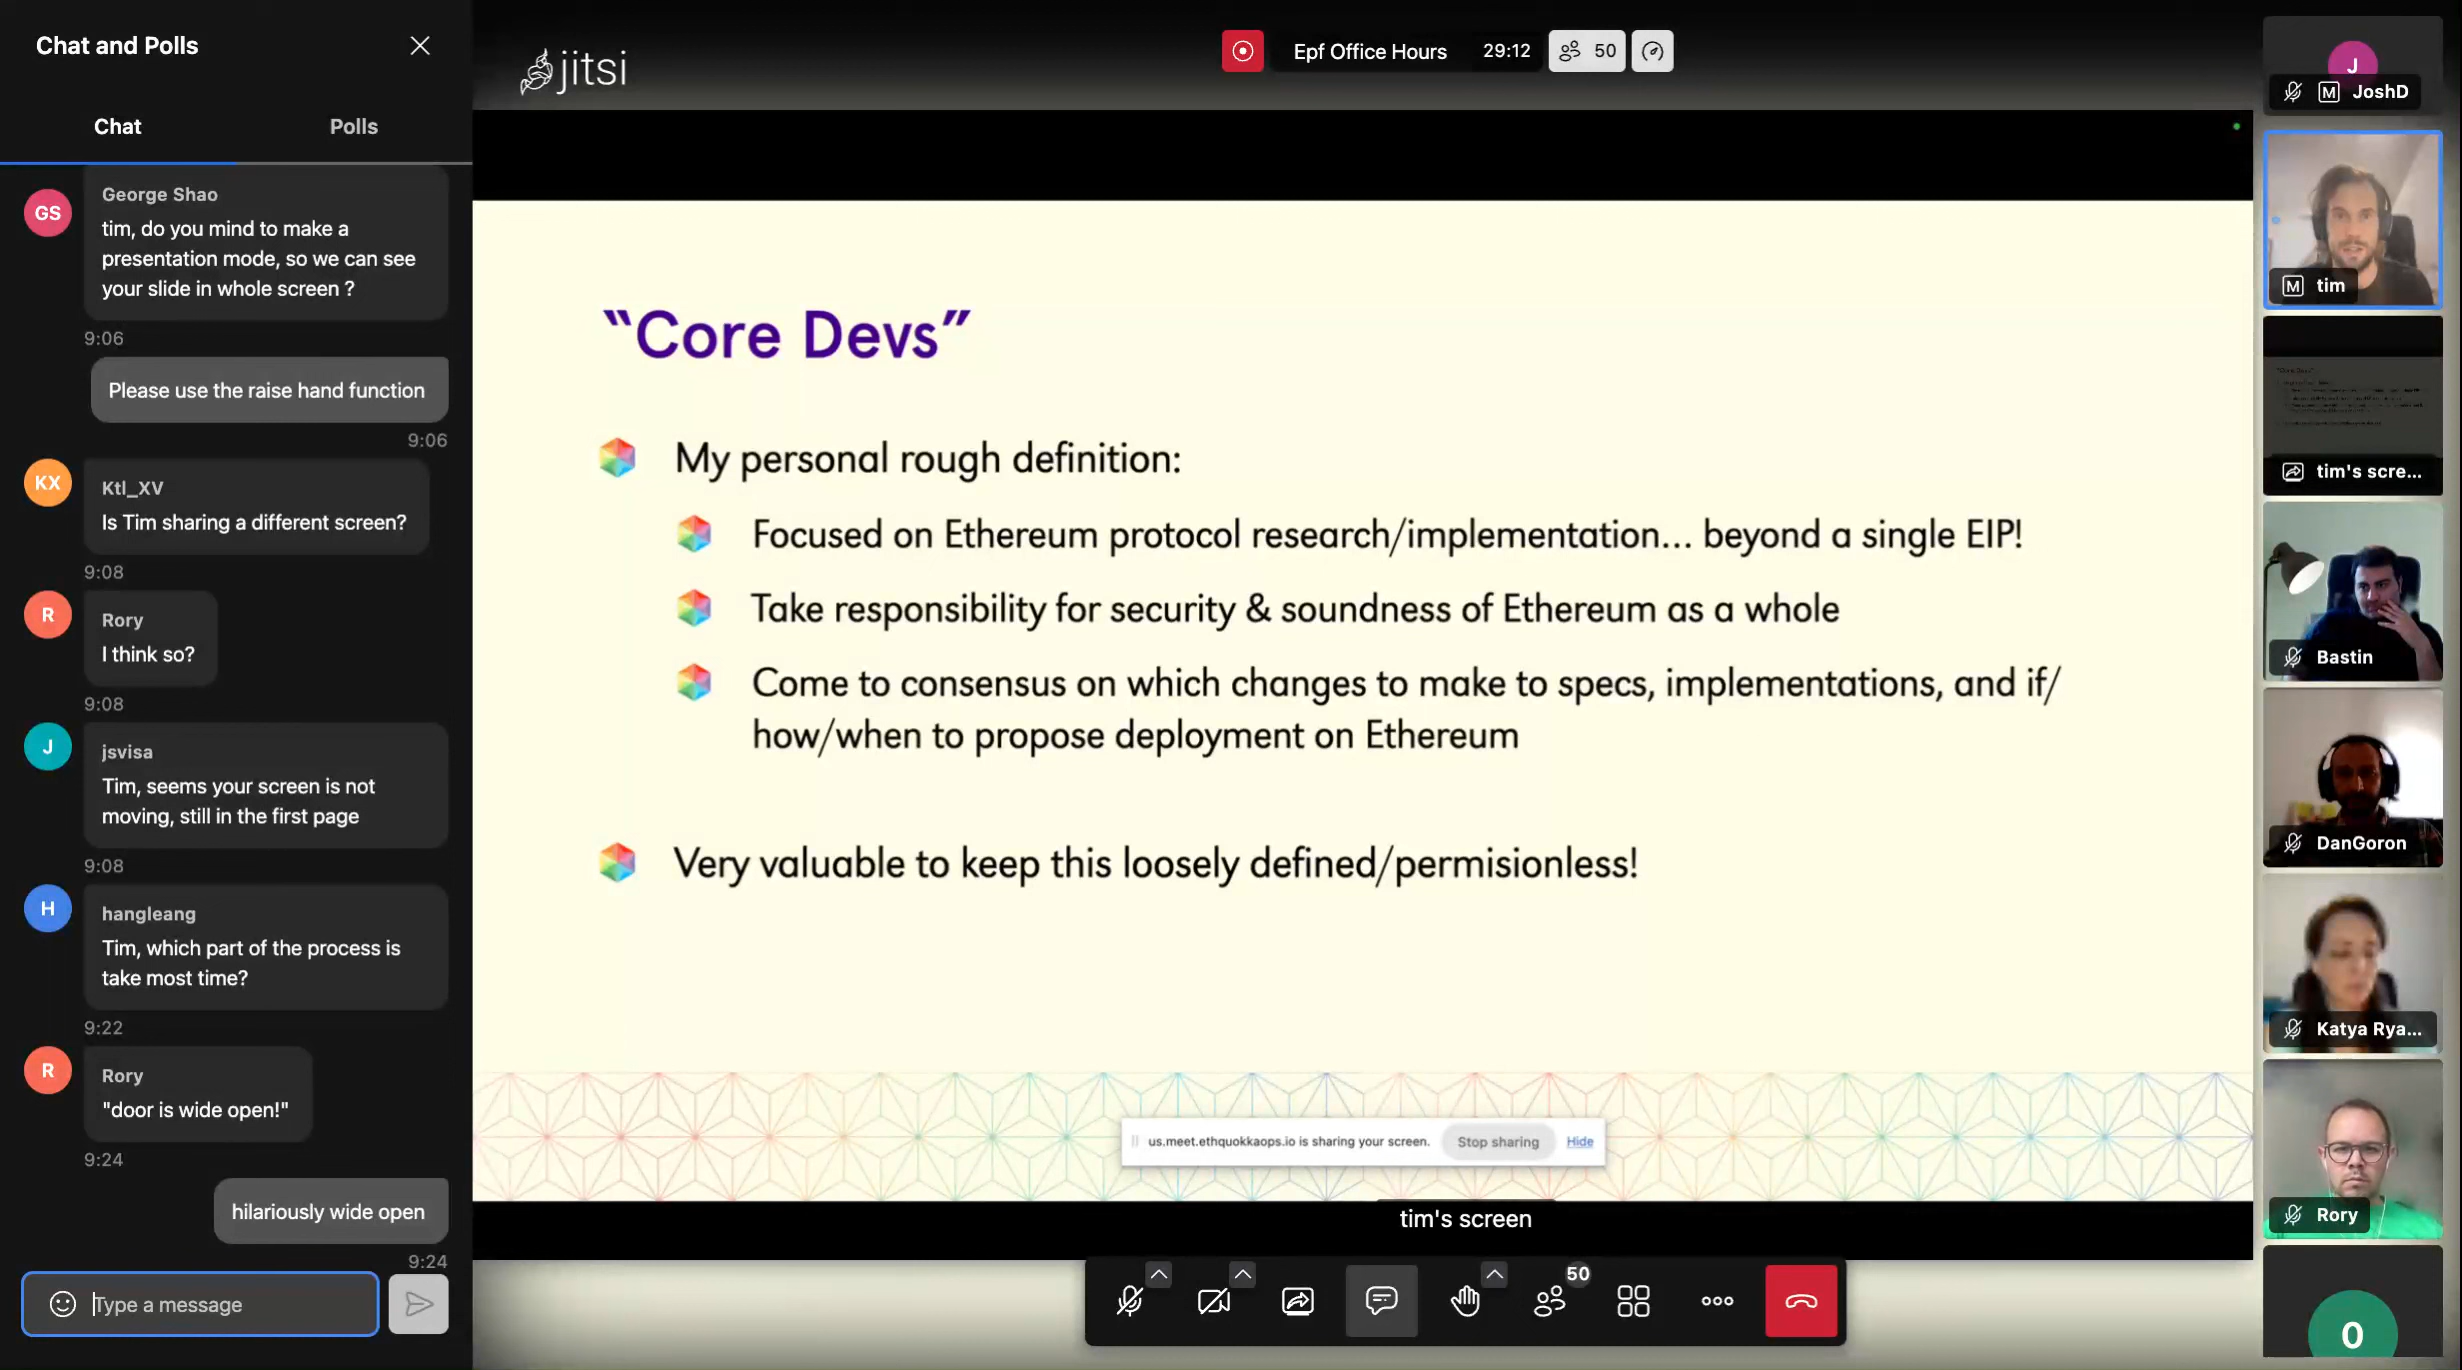 Chat and Polls
Chat
Polls
GS
George Shao
tim, do you mind to make a
presentation mode, so we can see
your slide in whole screen ?
9:06
Please use the raise hand function
9:06
KX
Ktl_XV
Is Tim sharing a different screen?
9:08
R
Rory
I think so?
9:08
J
jsvisa
Tim, seems your screen is not
moving, still in the first page
9:08
H
hangleang
Tim, which part of the process is
take most time?
9:22
R
Rory
"door is wide open!"
9:24
hilariously wide open
9:24
Type a message
jitsi
Epf Office Hours
29:12
50
“Core Devs”
My personal rough definition:
Focused on Ethereum protocol research/implementation... beyond a single EIP!
Take responsibility for security & soundness of Ethereum as a whole
Come to consensus on which changes to make to specs, implementations, and if/
how/when to propose deployment on Ethereum
Very valuable to keep this loosely defined/permisionless!
us.meet.ethquokkaops.io is sharing your screen.
Stop sharing
Hide
tim's screen
50
J
M JoshD
M tim
tim's scre...
Bastin
DanGoron
Katya Rya...
Rory
O